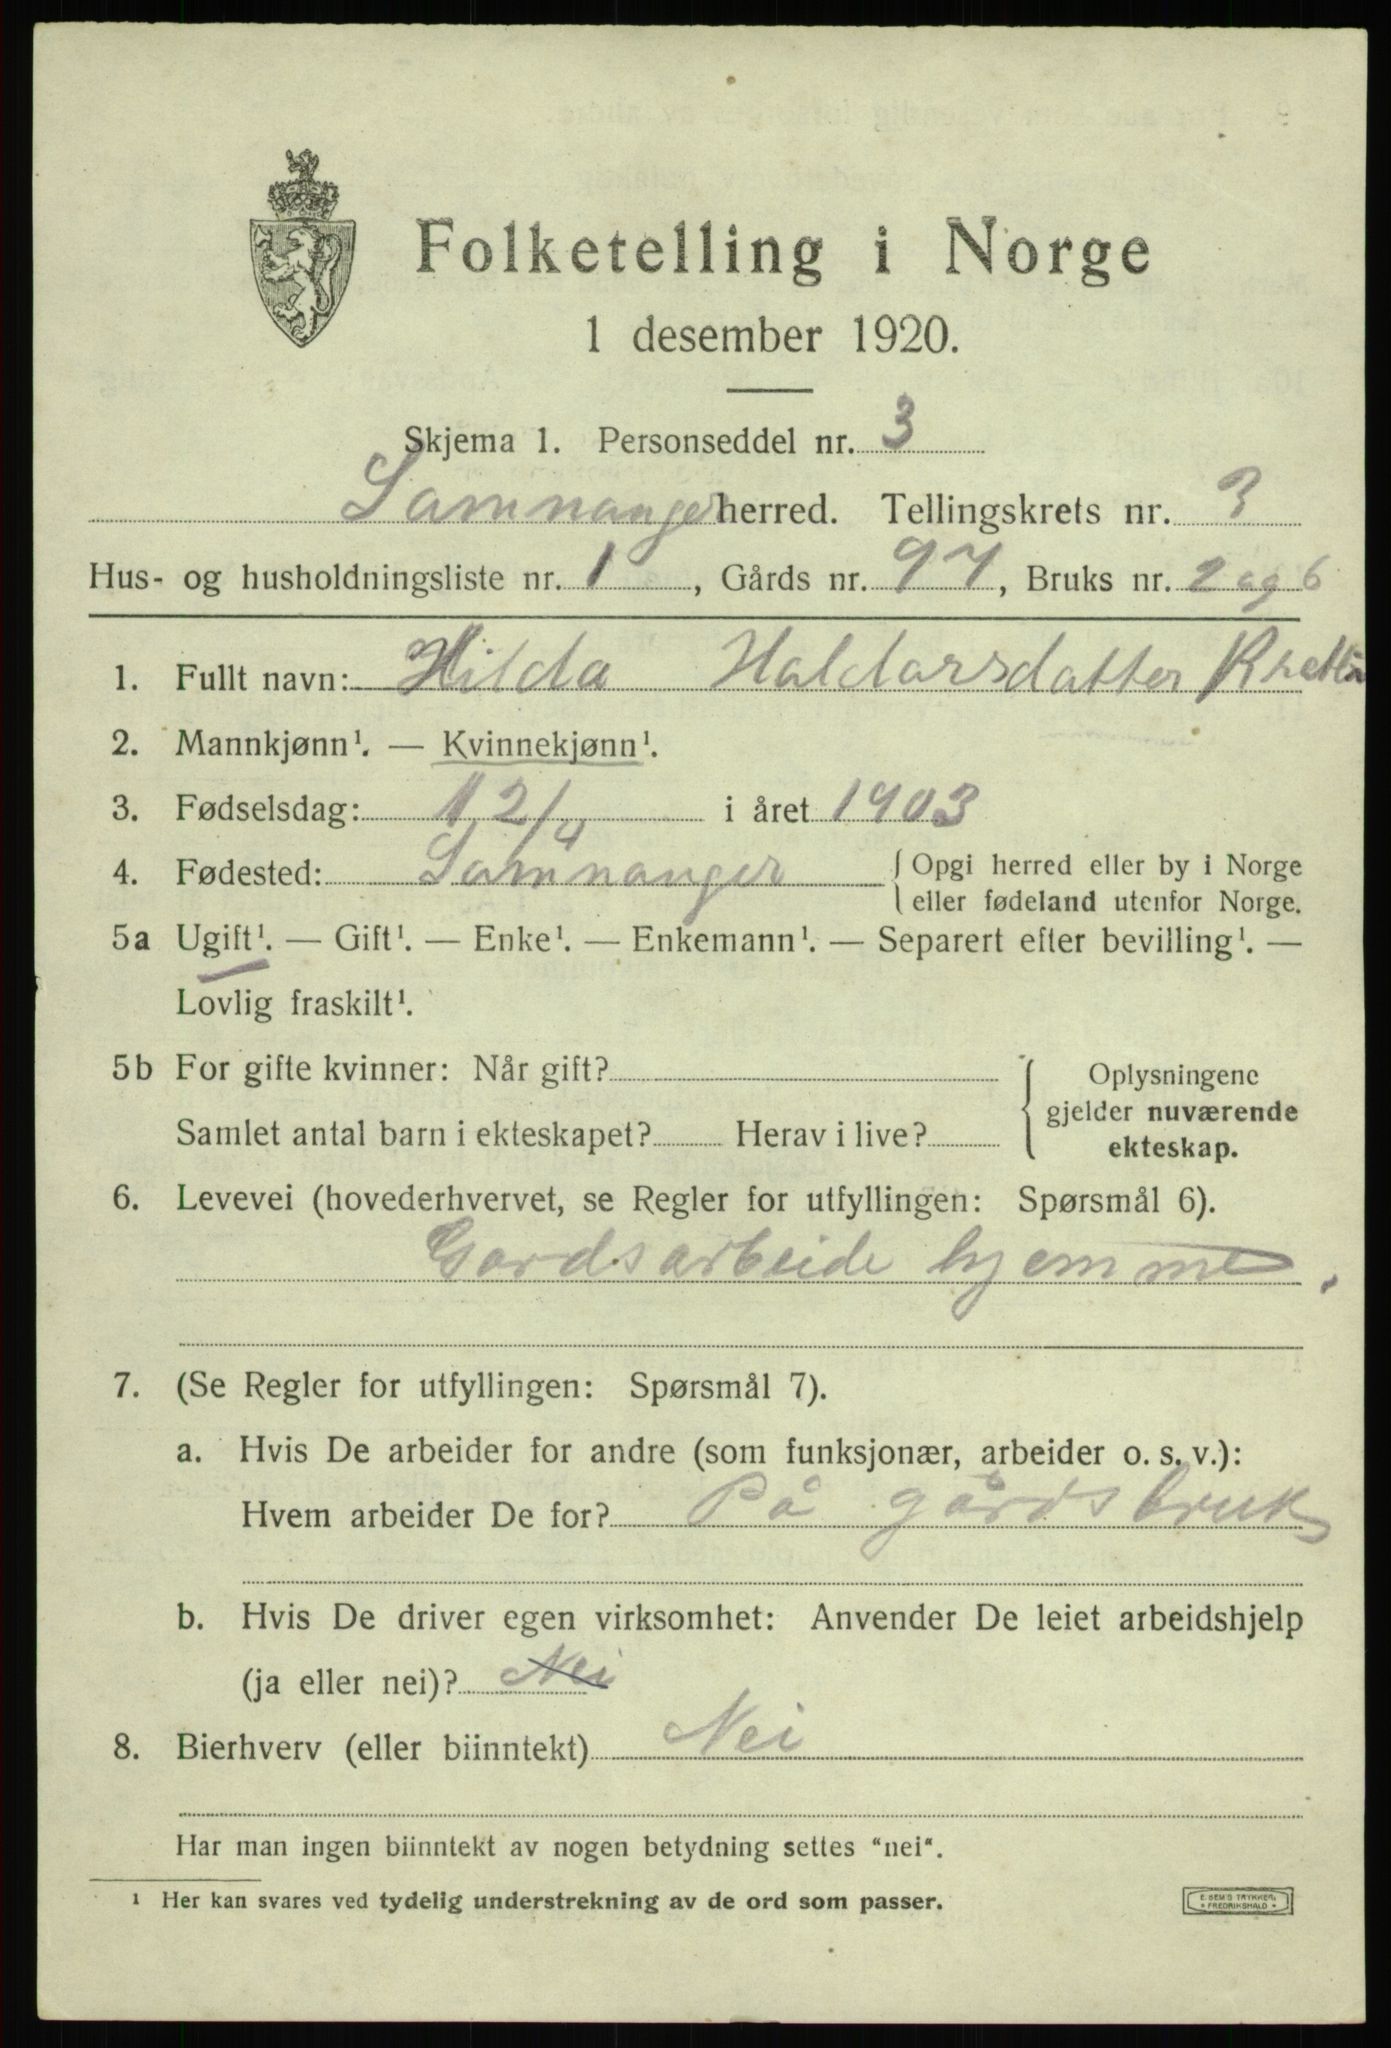 Folketelling i Norge
1 desember 1920.
Skjema 1. Personseddel nr. 3
Samnanger herred. Tellingskrets nr. 3
Hus- og husholdningsliste nr. 1, Gårds nr. 97, Bruks nr. 2 og 6
1. Fullt navn: Hilda Haldorsdatter
2. Mannkjønn¹. — Kvinnekjønn¹.
3. Fødselsdag: 12/4 i året 1903
4. Fødested: Samnanger { Opgi herred eller by i Norge
eller fødeland utenfor Norge.
5a Ugift¹. — Gift¹. — Enke¹. — Enkemann¹. — Separert efter bevilling¹. —
Lovlig fraskilt¹.
5b For gifte kvinner: Når gift?
Samlet antal barn i ekteskapet? Herav i live?
{ Oplysningene
gjelder nuværende
ekteskap.
6. Levevei (hovederhvervet, se Regler for utfyllingen: Spørsmål 6).
Gardsarbeide hjemme.
7. (Se Regler for utfyllingen: Spørsmål 7).
a. Hvis De arbeider for andre (som funksjonær, arbeider o. s. v.):
Hvem arbeider De for? På gårdsbruk
b. Hvis De driver egen virksomhet: Anvender De leiet arbeidshjelp
(ja eller nei)? Nei
8. Bierhverv (eller biinntekt) Nei
Har man ingen biinntekt av nogen betydning settes "nei".
¹ Her kan svares ved tydelig understrekning av de ord som passer.
E. SEM'S TRYKKERI,
* FREDRIKSHALD *